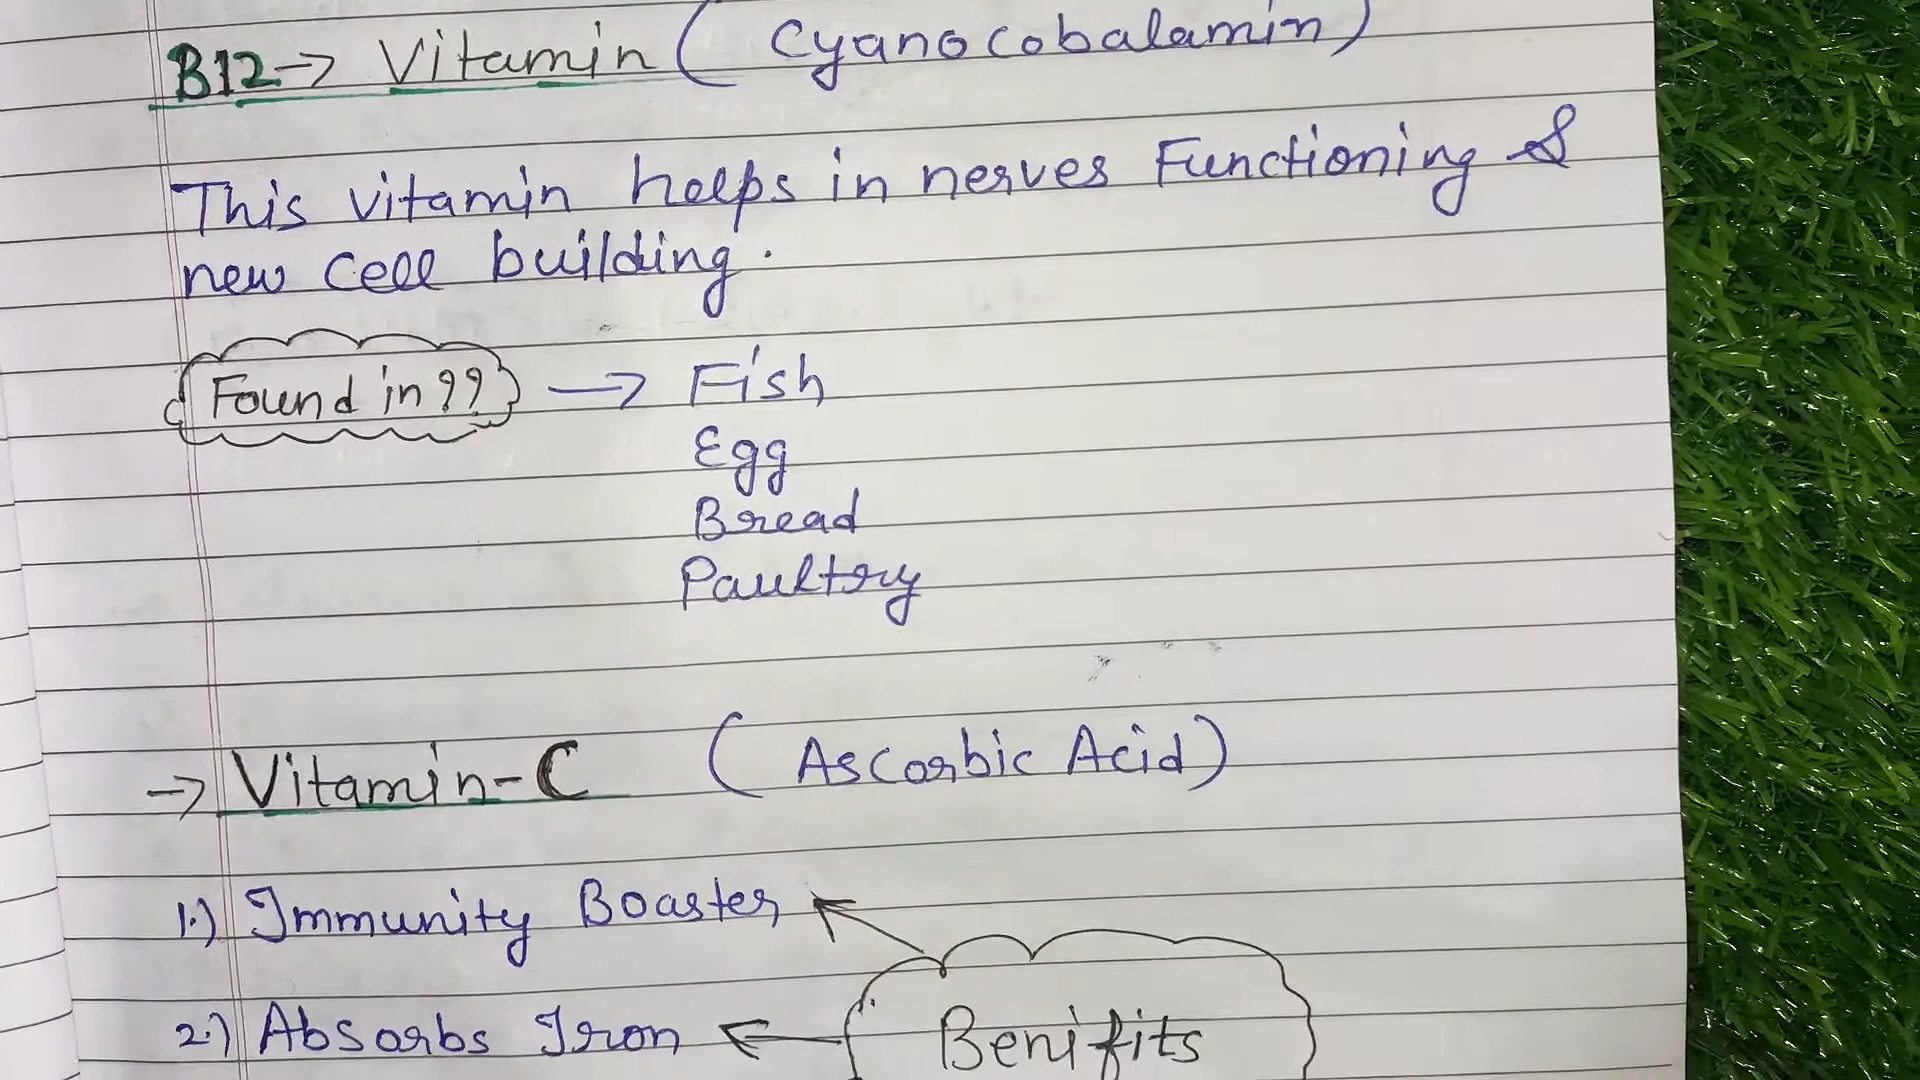 B12 → Vitamin ( Cyanocobalamin )
This vitamin helps in nerves Functioning &
new cell building.
Found in ?? → Fish
Egg
Bread
Paultry
→ Vitamin-C ( Ascorbic Acid )
1.) Immunity Boaster
2.) Absorbs Iron ← Benifits